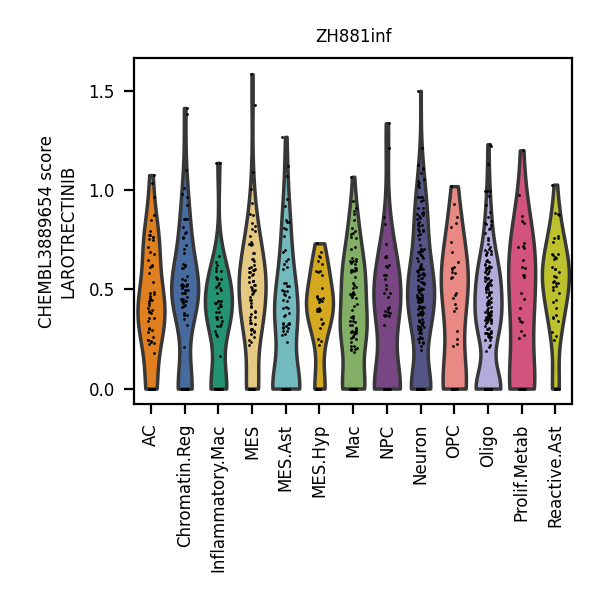 ZH881inf
CHEMBL3889654 score
LAROTRECTINIB
1.5
1.0
0.5
0.0
AC
Chromatin.Reg
Inflammatory.Mac
MES
MES.Ast
MES.Hyp
Mac
NPC
Neuron
OPC
Oligo
Prolif.Metab
Reactive.Ast